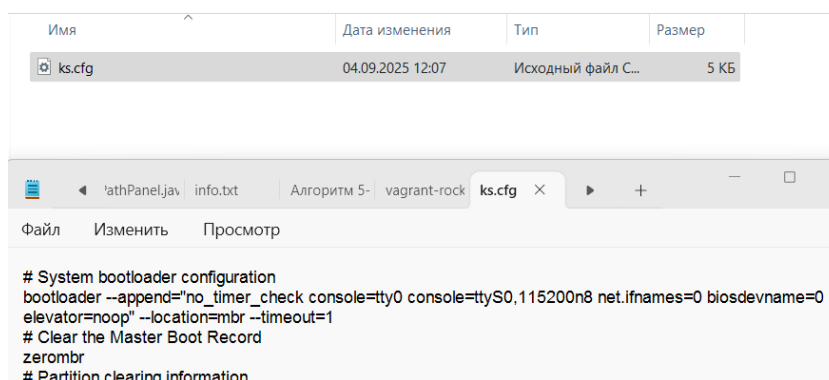 Имя Дата изменения Тип Размер
ks.cfg 04.09.2025 12:07 Исходный файл C... 5 КБ
'athPanel.jav info.txt Алгоритм 5- vagrant-rock ks.cfg
Файл Изменить Просмотр
# System bootloader configuration
bootloader --append="no_timer_check console=tty0 console=ttyS0,115200n8 net.ifnames=0 biosdevname=0
elevator=noop" --location=mbr --timeout=1
# Clear the Master Boot Record
zerombr
# Partition clearing information